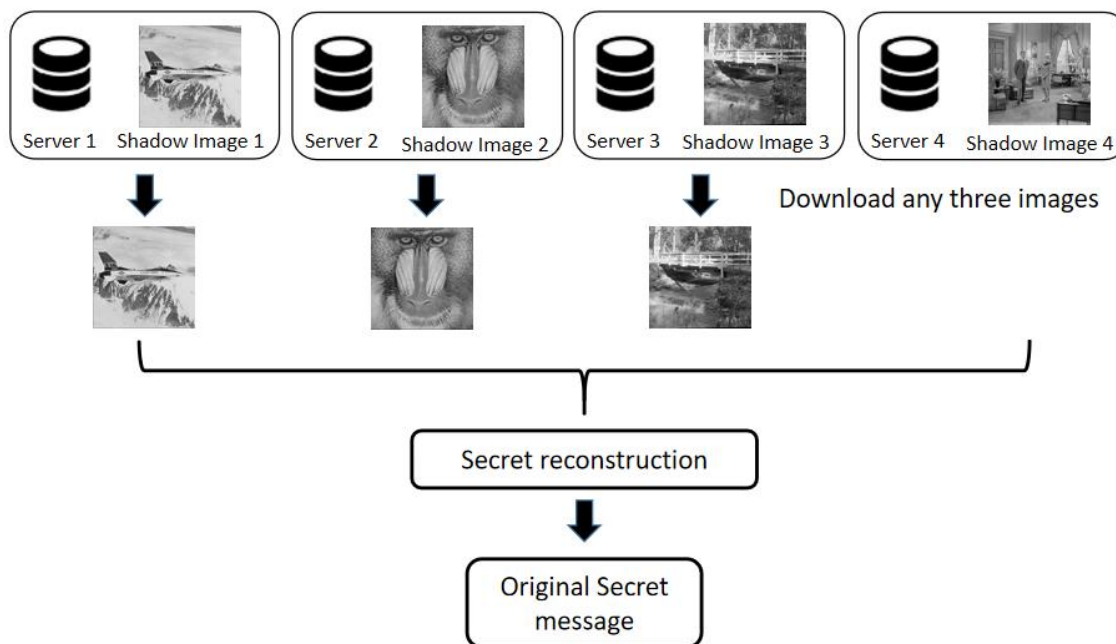 Server 1 Shadow Image 1
Server 2 Shadow Image 2
Server 3 Shadow Image 3
Server 4 Shadow Image 4
Download any three images
Secret reconstruction
Original Secret
message